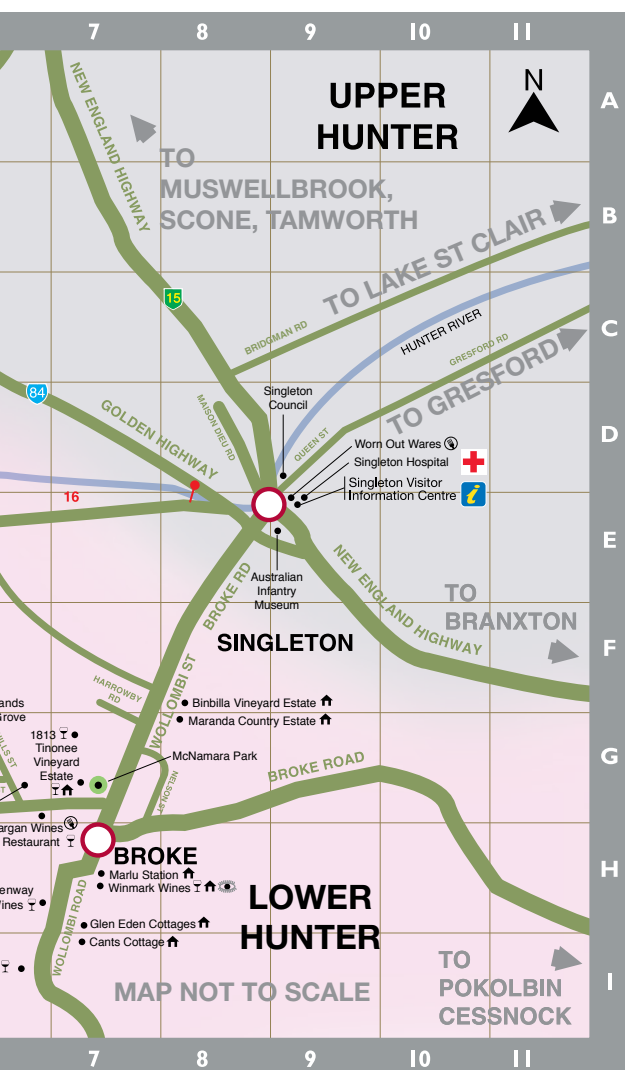 7 8 9 10 11
A
B
C
D
E
F
G
H
I
N
UPPER
HUNTER
NEW ENGLAND HIGHWAY
TO
MUSWELLBROOK,
SCONE, TAMWORTH
TO LAKE ST CLAIR
15
BRIDGMAN RD
HUNTER RIVER
GRESFORD RD
TO GRESFORD
84
GOLDEN HIGHWAY
MAISON DIEU RD
Singleton
Council
QUEEN ST
Worn Out Wares
Singleton Hospital
Singleton Visitor
Information Centre
i
16
Australian
Infantry
Museum
BROKE RD
NEW ENGLAND HIGHWAY
TO
BRANXTON
SINGLETON
WOLLOMBI ST
HARROWBY
RD
Binbilla Vineyard Estate
Maranda Country Estate
ands
Grove
1813
Tinonee
Vineyard
Estate
McNamara Park
ILLS ST
T
NELSON ST
BROKE ROAD
argan Wines
Restaurant
BROKE
Marlu Station
Winmark Wines
LOWER
HUNTER
enway
ines
WOLLOMBI ROAD
Glen Eden Cottages
Cants Cottage
MAP NOT TO SCALE
TO
POKOLBIN
CESSNOCK
7 8 9 10 11